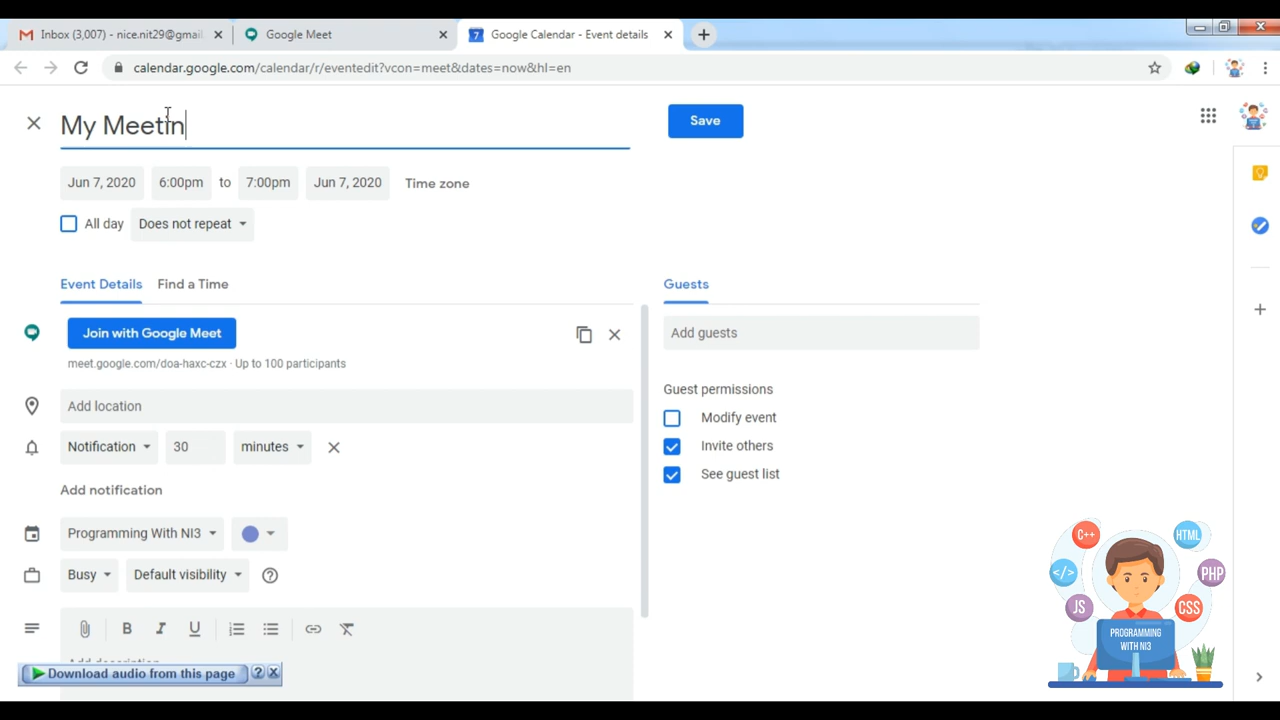 Inbox (3,007) - nice.nit29@gmai
Google Meet
7 Google Calendar - Event details
calendar.google.com/calendar/r/eventedit?vcon=meet&dates=now&hl=en
My Meetin
Save
Jun 7, 2020 6:00pm to 7:00pm Jun 7, 2020 Time zone
All day Does not repeat
Event Details Find a Time
Guests
Join with Google Meet
meet.google.com/doa-haxc-czx · Up to 100 participants
Add guests
Guest permissions
Modify event
Invite others
See guest list
Add location
Notification 30 minutes
Add notification
Programming With NI3
Busy Default visibility ?
B I U
Add description
Download audio from this page ? X
C++ HTML
</> PHP
JS CSS
PROGRAMMING
WITH NI3